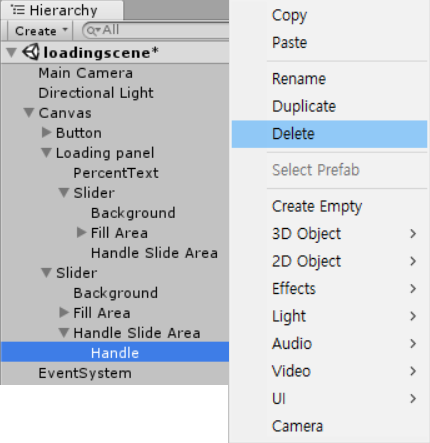 Hierarchy
Create
All
loadingscene*
Main Camera
Directional Light
Canvas
Button
Loading panel
PercentText
Slider
Background
Fill Area
Handle Slide Area
Slider
Background
Fill Area
Handle Slide Area
Handle
EventSystem
Copy
Paste
Rename
Duplicate
Delete
Select Prefab
Create Empty
3D Object
2D Object
Effects
Light
Audio
Video
UI
Camera